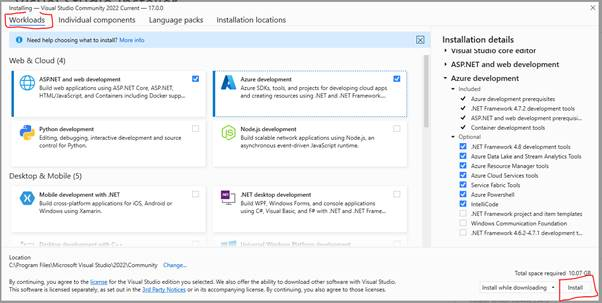 Installing — Visual Studio Community 2022 Current — 17.0.0
Workloads Individual components Language packs Installation locations
Need help choosing what to install? More info
Web & Cloud (4)
ASP.NET and web development
Build web applications using ASP.NET Core, ASP.NET,
HTML/JavaScript, and Containers including Docker supp...
Azure development
Azure SDKs, tools, and projects for developing cloud apps
and creating resources using .NET and .NET Framework...
Python development
Editing, debugging, interactive development and source
control for Python.
Node.js development
Build scalable network applications using Node.js, an
asynchronous event-driven JavaScript runtime.
Desktop & Mobile (5)
Mobile development with .NET
Build cross-platform applications for iOS, Android or
Windows using Xamarin.
.NET desktop development
Build WPF, Windows Forms, and console applications
using C#, Visual Basic, and F# with .NET and .NET Frame...
Desktop development with C++
Universal Windows Platform development
Installation details
Visual Studio core editor
ASP.NET and web development
Azure development
Included
Azure development prerequisites
.NET Framework 4.7.2 development tools
ASP.NET and web development prerequisi...
Container development tools
Optional
.NET Framework 4.8 development tools
Azure Data Lake and Stream Analytics Tools
Azure Resource Manager tools
Azure Cloud Services tools
Service Fabric Tools
Azure Powershell
IntelliCode
.NET Framework project and item templates
Windows Communication Foundation
.NET Framework 4.6.2-4.7.1 development t...
Location
C:\Program Files\Microsoft Visual Studio\2022\Community Change...
Total space required 10.07 GB
By continuing, you agree to the license for the Visual Studio edition you selected. We also offer the ability to download other software with Visual Studio.
This software is licensed separately, as set out in the 3rd Party Notices or in its accompanying license. By continuing, you also agree to those licenses.
Install while downloading
Install